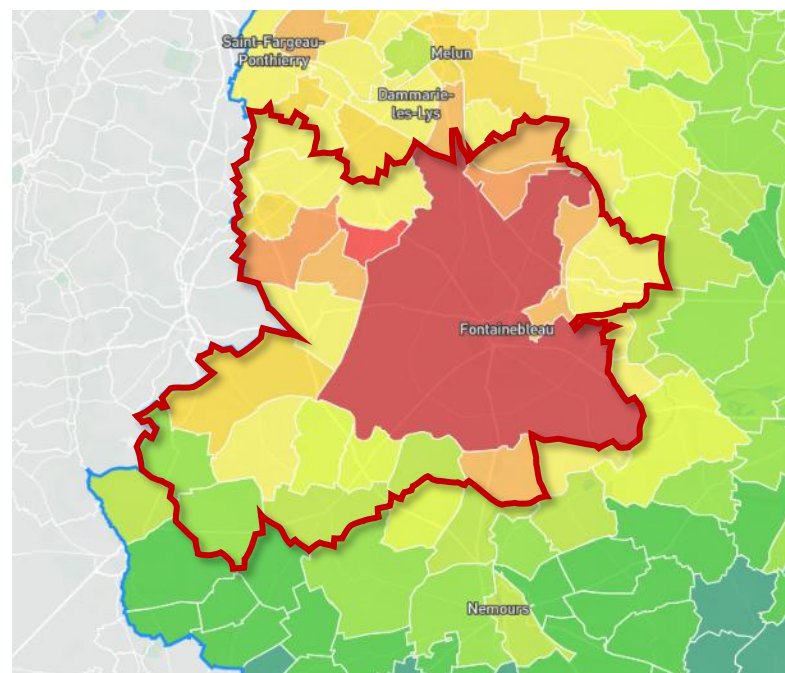 Saint-Fargeau-
Ponthierry
Melun
Dammarie-
les-Lys
Fontainebleau
Nemours